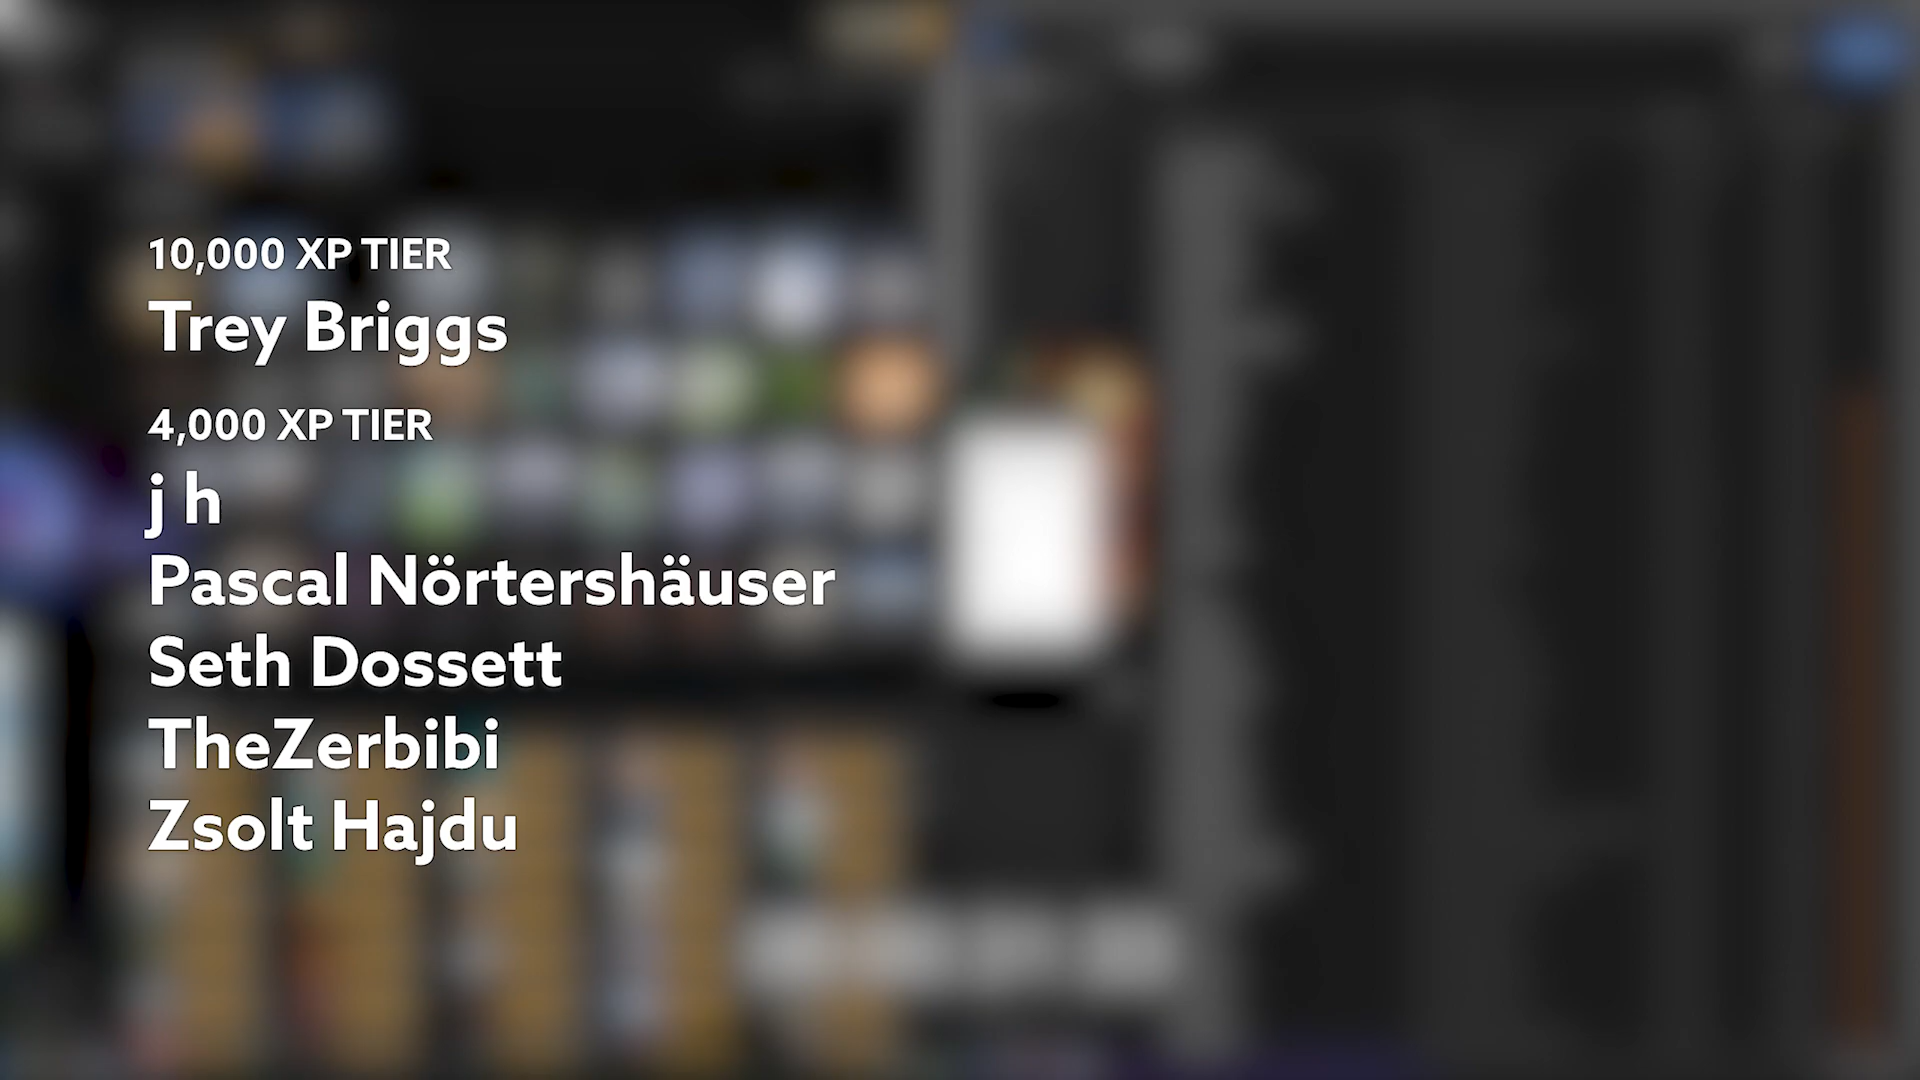 10,000 XP TIER
Trey Briggs
4,000 XP TIER
j h
Pascal Nörtershäuser
Seth Dossett
TheZerbibi
Zsolt Hajdu